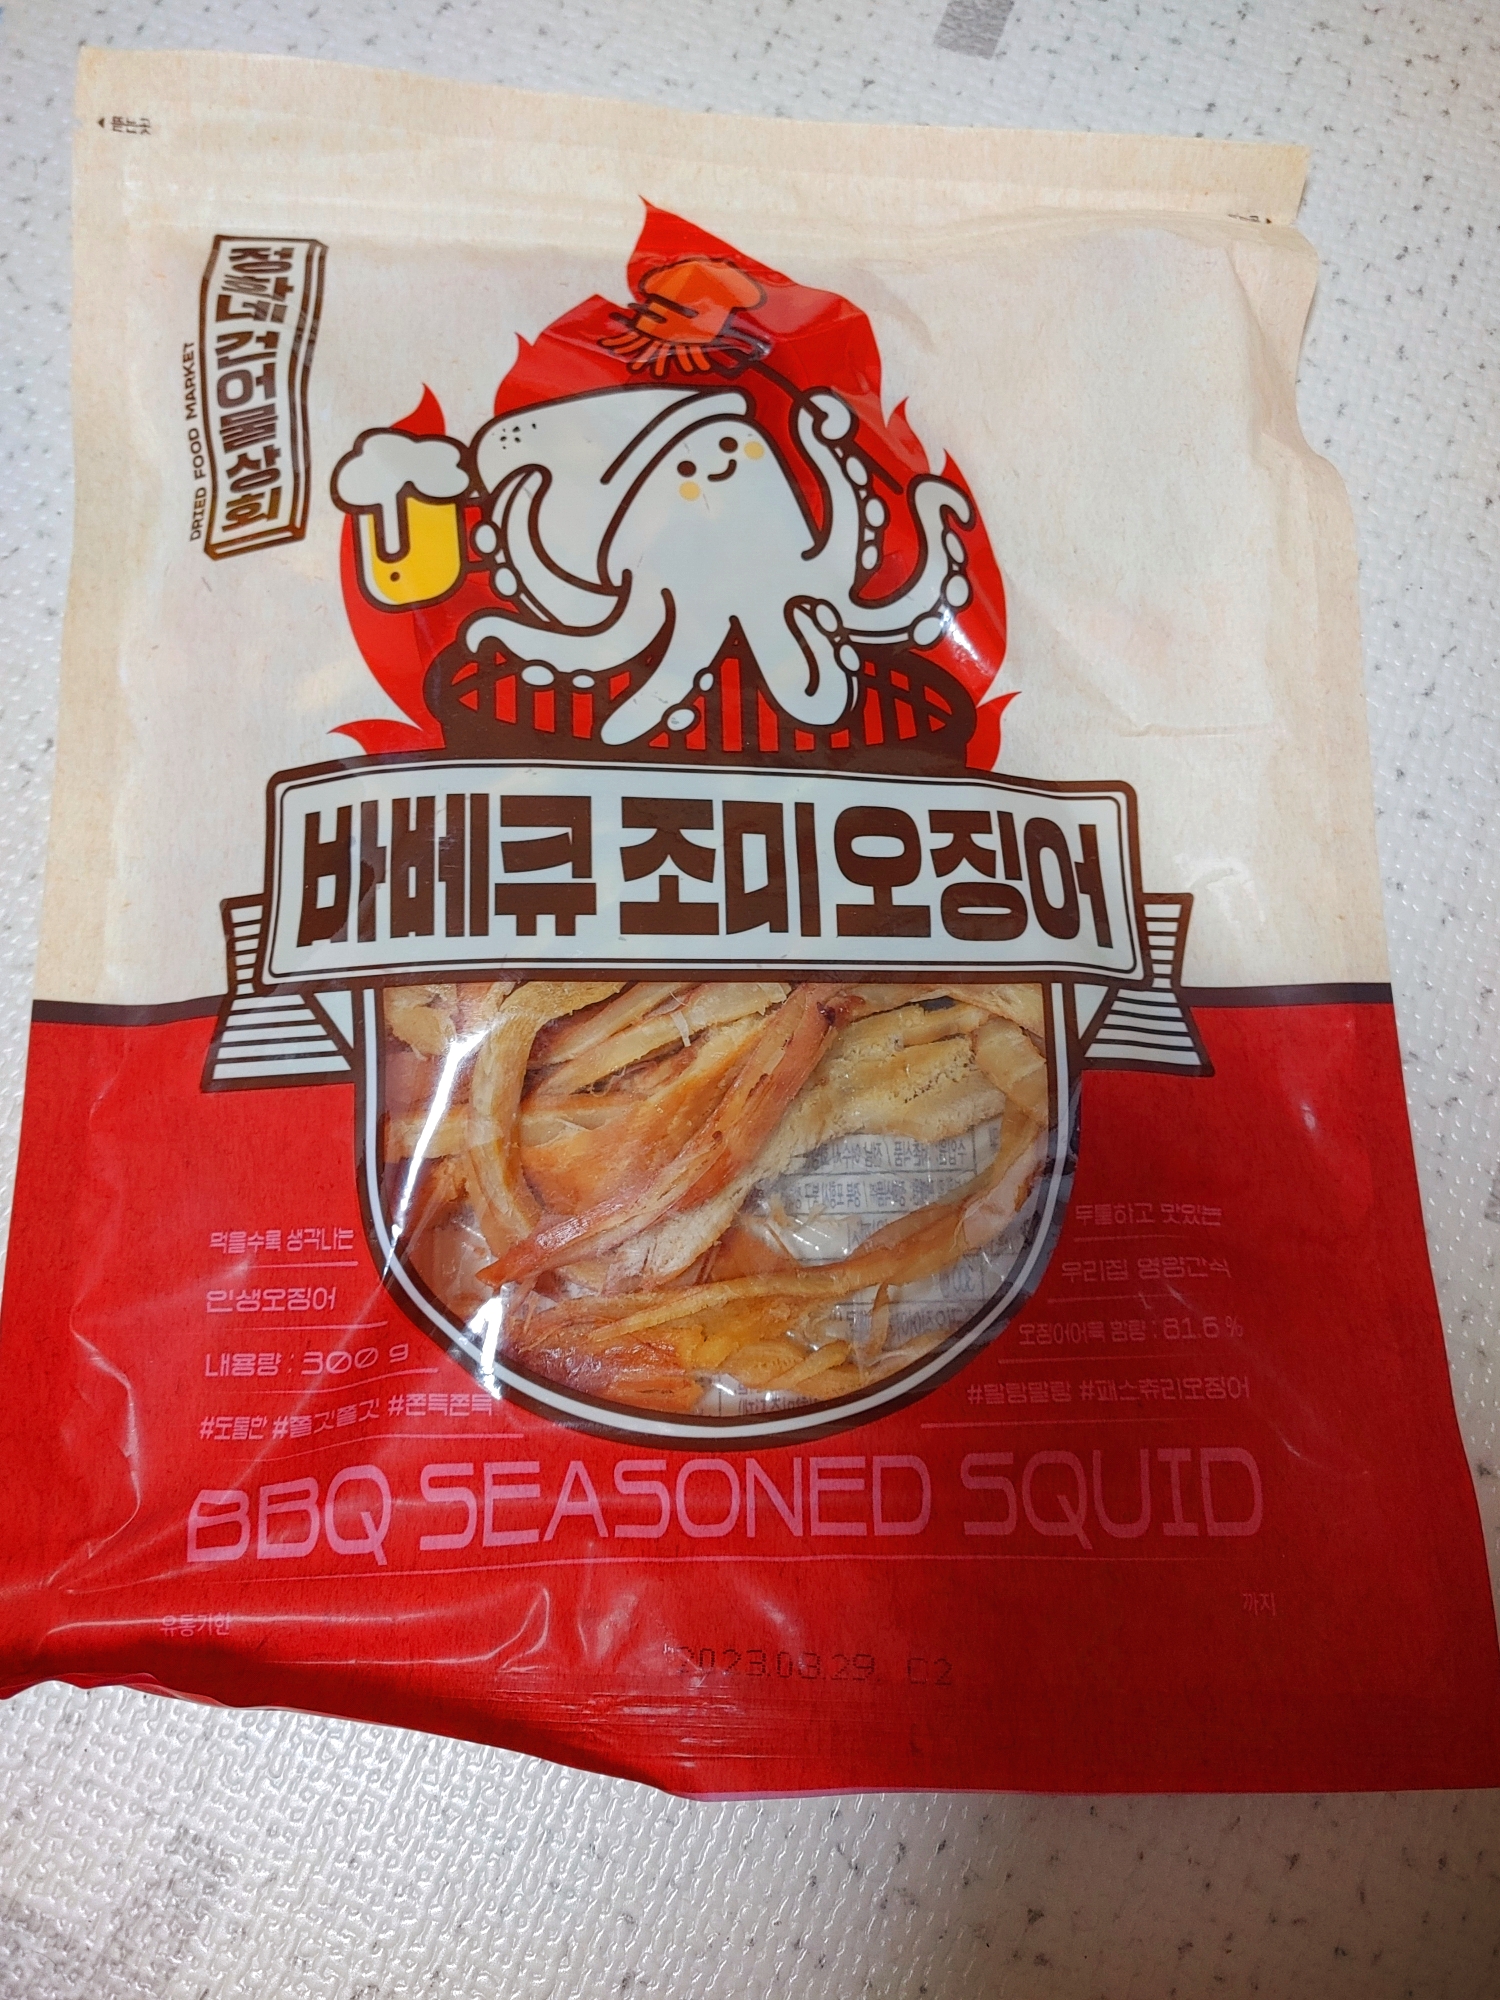 뜯는곳
정화네건어물상회
DRIED FOOD MARKET
바베큐 조미오징어
먹을수록 생각나는
인생오징어
내용량 : 300 g
#도톰한 #쫄깃쫄깃 #쫀득쫀득
두툼하고 맛있는
우리집 영양간식
오징어어육 함량 : 81.5 %
#말랑말랑 #패스츄리오징어
BBQ SEASONED SQUID
유통기한
까지
2023.08.29 C2